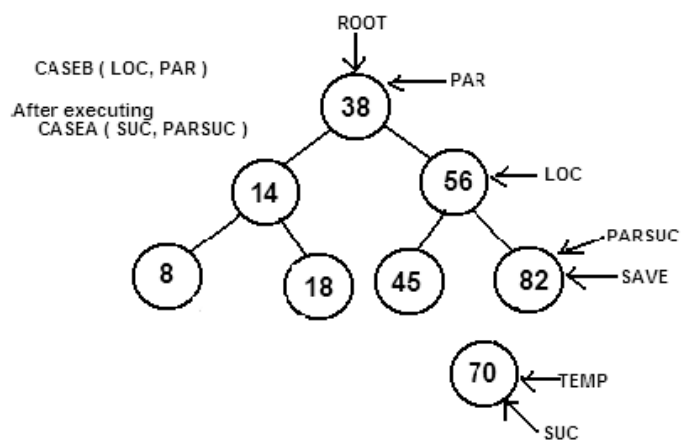 ROOT
CASEB ( LOC, PAR )
PAR
38
After executing
CASEA ( SUC, PARSUC )
14
56
LOC
PARSUC
8
18
45
82
SAVE
70
TEMP
SUC